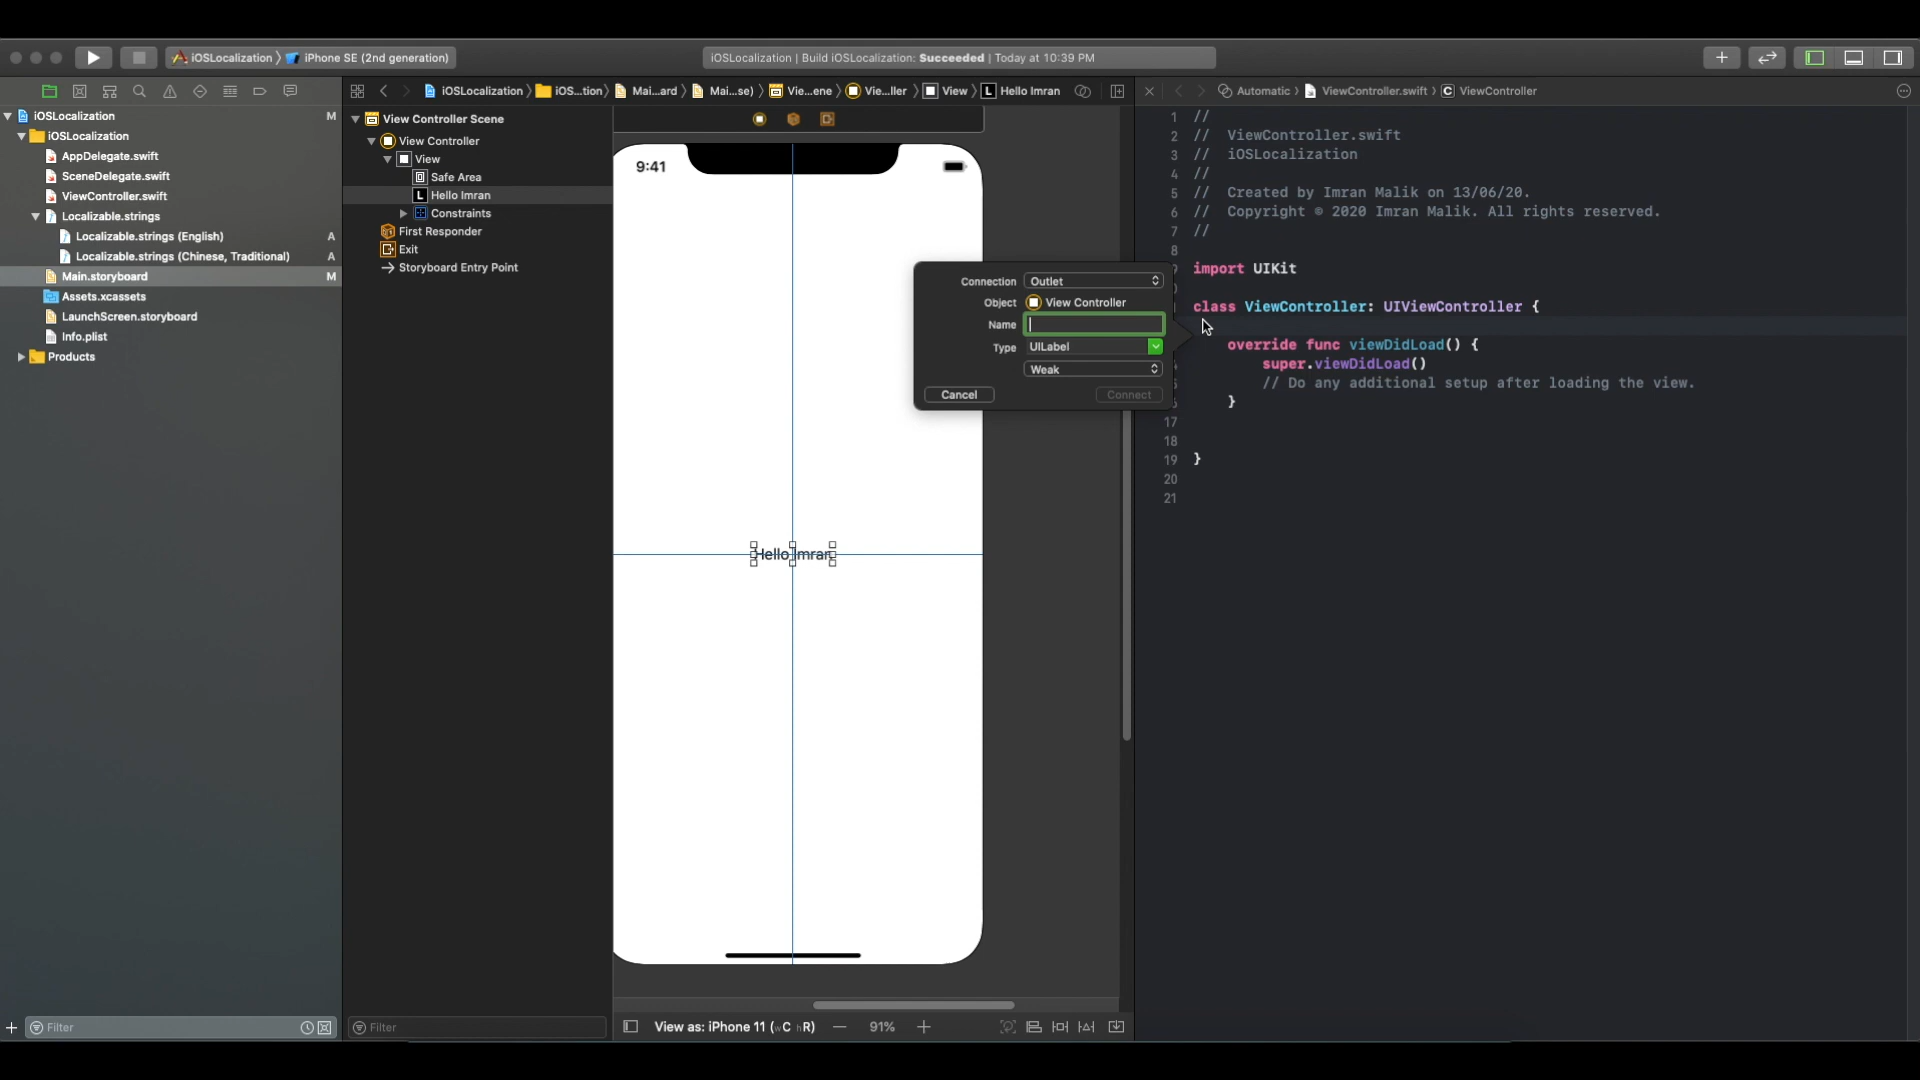 iOSLocalization 〉 iPhone SE (2nd generation)
iOSLocalization | Build iOSLocalization: Succeeded | Today at 10:39 PM
iOSLocalization M
iOSLocalization
AppDelegate.swift
SceneDelegate.swift
ViewController.swift
Localizable.strings
Localizable.strings (English) A
Localizable.strings (Chinese, Traditional) A
Main.storyboard M
Assets.xcassets
LaunchScreen.storyboard
Info.plist
Products
Filter
iOSLocalization 〉 iOS...tion 〉 Mai...ard 〉 Mai...se) 〉 Vie...ene 〉 Vie...ller 〉 View 〉 L Hello Imran
View Controller Scene
View Controller
View
Safe Area
L Hello Imran
Constraints
First Responder
Exit
Storyboard Entry Point
Filter
9:41
Hello Imran
View as: iPhone 11 (wC hR)
91%
Connection Outlet
Object View Controller
Name
Type UILabel
Weak
Cancel Connect
Automatic 〉 ViewController.swift 〉 C ViewController
1 //
2 // ViewController.swift
3 // iOSLocalization
4 //
5 // Created by Imran Malik on 13/06/20.
6 // Copyright © 2020 Imran Malik. All rights reserved.
7 //
8
import UIKit
class ViewController: UIViewController {
override func viewDidLoad() {
super.viewDidLoad()
// Do any additional setup after loading the view.
}
17
18
19 }
20
21